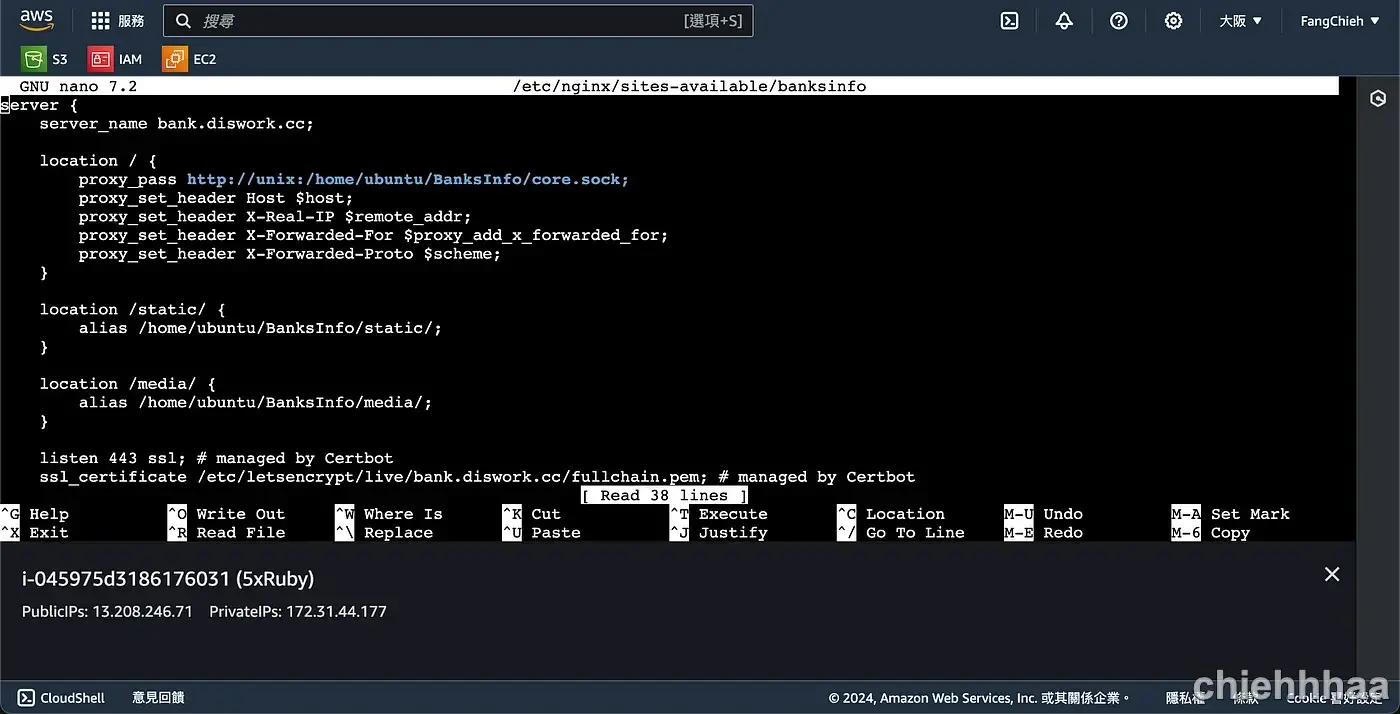 aws 服務 搜尋 [選項+S] 大阪 FangChieh
S3 IAM EC2
GNU nano 7.2 /etc/nginx/sites-available/banksinfo
server {
    server_name bank.diswork.cc;

    location / {
        proxy_pass http://unix:/home/ubuntu/BanksInfo/core.sock;
        proxy_set_header Host $host;
        proxy_set_header X-Real-IP $remote_addr;
        proxy_set_header X-Forwarded-For $proxy_add_x_forwarded_for;
        proxy_set_header X-Forwarded-Proto $scheme;
    }

    location /static/ {
        alias /home/ubuntu/BanksInfo/static/;
    }

    location /media/ {
        alias /home/ubuntu/BanksInfo/media/;
    }

    listen 443 ssl; # managed by Certbot
    ssl_certificate /etc/letsencrypt/live/bank.diswork.cc/fullchain.pem; # managed by Certbot
[ Read 38 lines ]
^G Help ^O Write Out ^W Where Is ^K Cut ^T Execute ^C Location M-U Undo M-A Set Mark
^X Exit ^R Read File ^\ Replace ^U Paste ^J Justify ^/ Go To Line M-E Redo M-6 Copy
i-045975d3186176031 (5xRuby)
PublicIPs: 13.208.246.71 PrivateIPs: 172.31.44.177
CloudShell 意見回饋 © 2024, Amazon Web Services, Inc. 或其關係企業。 隱私權 條款 Cookie 偏好設定
chiehhhaa